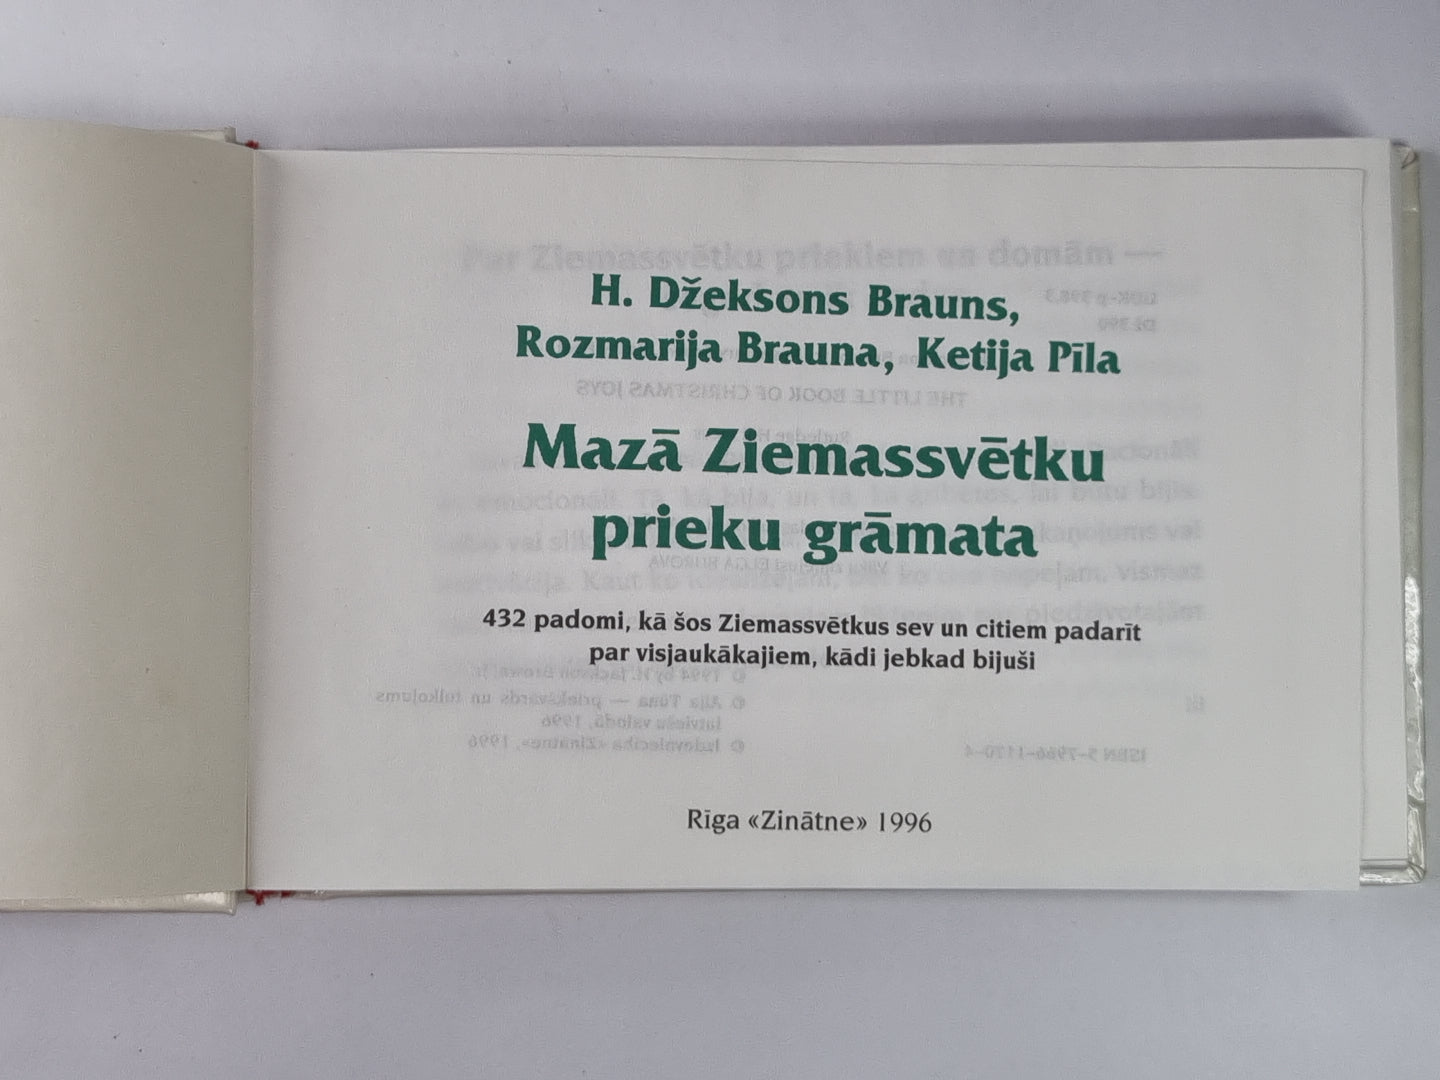 H. Džeksons Brauns,
Rozmarija Brauna, Ketija Pīla
Mazā Ziemassvētku
prieku grāmata
432 padomi, kā šos Ziemassvētkus sev un citiem padarīt
par visjaukākajiem, kādi jebkad bijuši
Rīga «Zinātne» 1996